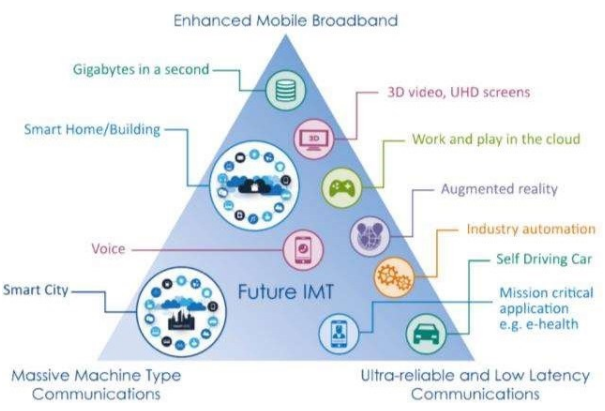 Enhanced Mobile Broadband
Gigabytes in a second
3D video, UHD screens
3D
Smart Home/Building
Work and play in the cloud
Augmented reality
Industry automation
Voice
Self Driving Car
Smart City
Future IMT
Mission critical
application
e.g. e-health
Massive Machine Type
Communications
Ultra-reliable and Low Latency
Communications